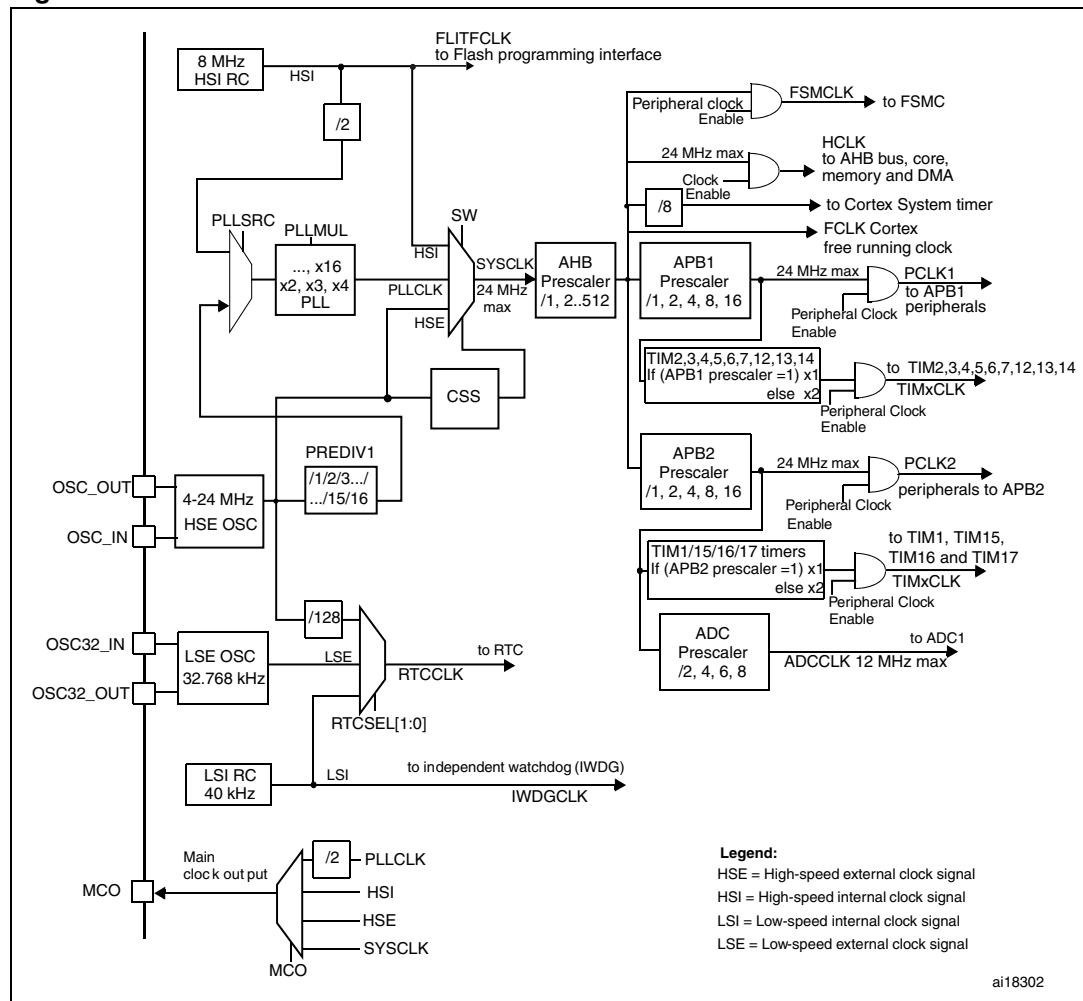 FLITFCLK
to Flash programming interface
8 MHz
HSI RC
HSI
/2
FSMCLK
to FSMC
Peripheral clock
Enable
HCLK
24 MHz max
to AHB bus, core,
memory and DMA
Clock
Enable
/8
to Cortex System timer
FCLK Cortex
free running clock
PLLSRC
PLLMUL
..., x16
x2, x3, x4
PLL
SW
HSI
PLLCLK
HSE
SYSCLK
24 MHz
max
AHB
Prescaler
/1, 2..512
APB1
Prescaler
/1, 2, 4, 8, 16
24 MHz max
PCLK1
to APB1
peripherals
Peripheral Clock
Enable
TIM2,3,4,5,6,7,12,13,14
If (APB1 prescaler =1) x1
else x2
to TIM2,3,4,5,6,7,12,13,14
TIMxCLK
Peripheral Clock
Enable
CSS
PREDIV1
/1/2/3.../
.../15/16
OSC_OUT
OSC_IN
4-24 MHz
HSE OSC
APB2
Prescaler
/1, 2, 4, 8, 16
24 MHz max
PCLK2
peripherals to APB2
Peripheral Clock
Enable
TIM1/15/16/17 timers
If (APB2 prescaler =1) x1
else x2
to TIM1, TIM15,
TIM16 and TIM17
TIMxCLK
Peripheral Clock
Enable
/128
OSC32_IN
OSC32_OUT
LSE OSC
32.768 kHz
LSE
to RTC
RTCCLK
RTCSEL[1:0]
ADC
Prescaler
/2, 4, 6, 8
to ADC1
ADCCLK 12 MHz max
LSI RC
40 kHz
LSI
to independent watchdog (IWDG)
IWDGCLK
MCO
Main
clock output
/2
PLLCLK
HSI
HSE
SYSCLK
MCO
Legend:
HSE = High-speed external clock signal
HSI = High-speed internal clock signal
LSI = Low-speed internal clock signal
LSE = Low-speed external clock signal
ai18302